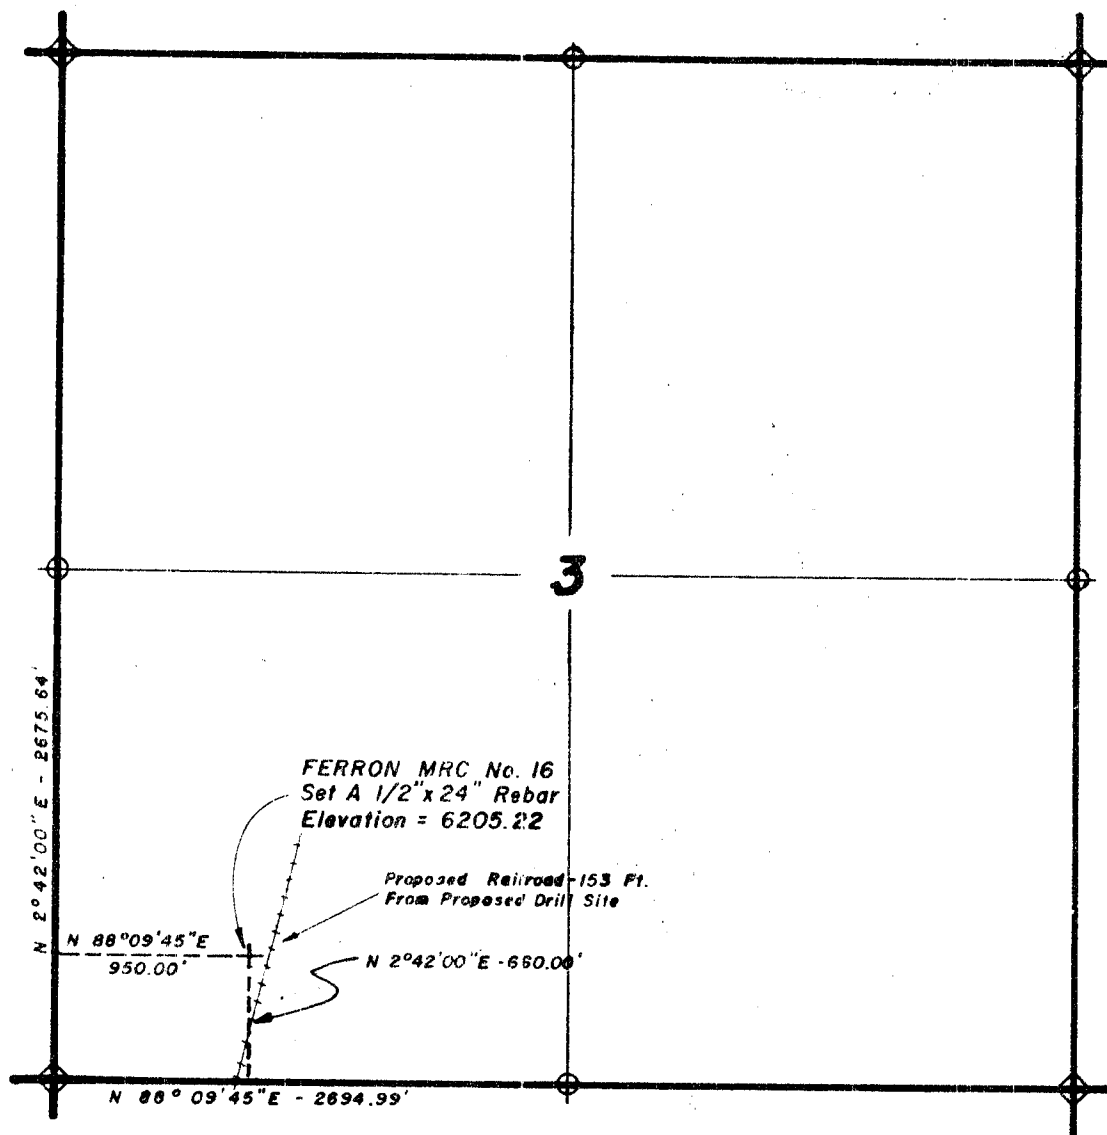 3
N 2°42'00" E - 2675.64'
FERRON MRC No. 16
Set A 1/2" x 24" Rebar
Elevation = 6205.22
Proposed Railroad-153 Ft.
From Proposed Drill Site
N 88°09'45"E
950.00'
N 2°42'00"E -660.00'
N 88°09'45"E - 2694.99'